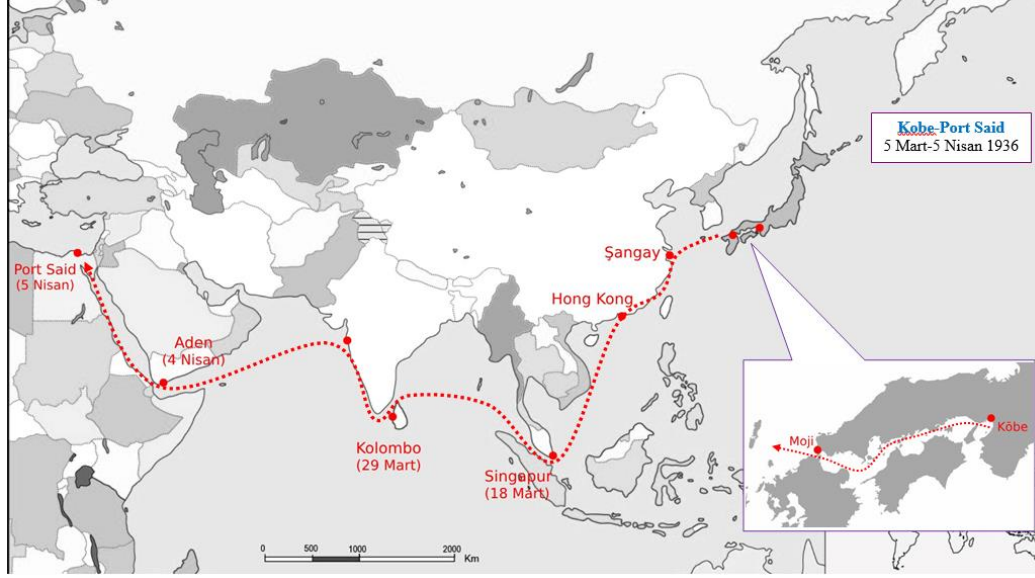 Kobe-Port Said
5 Mart-5 Nisan 1936
Port Said
(5 Nisan)
Aden
(4 Nisan)
Kolombo
(29 Mart)
Singapur
(18 Mart)
Hong Kong
Şangay
Moji
Kōbe
0 500 1000 2000
Km